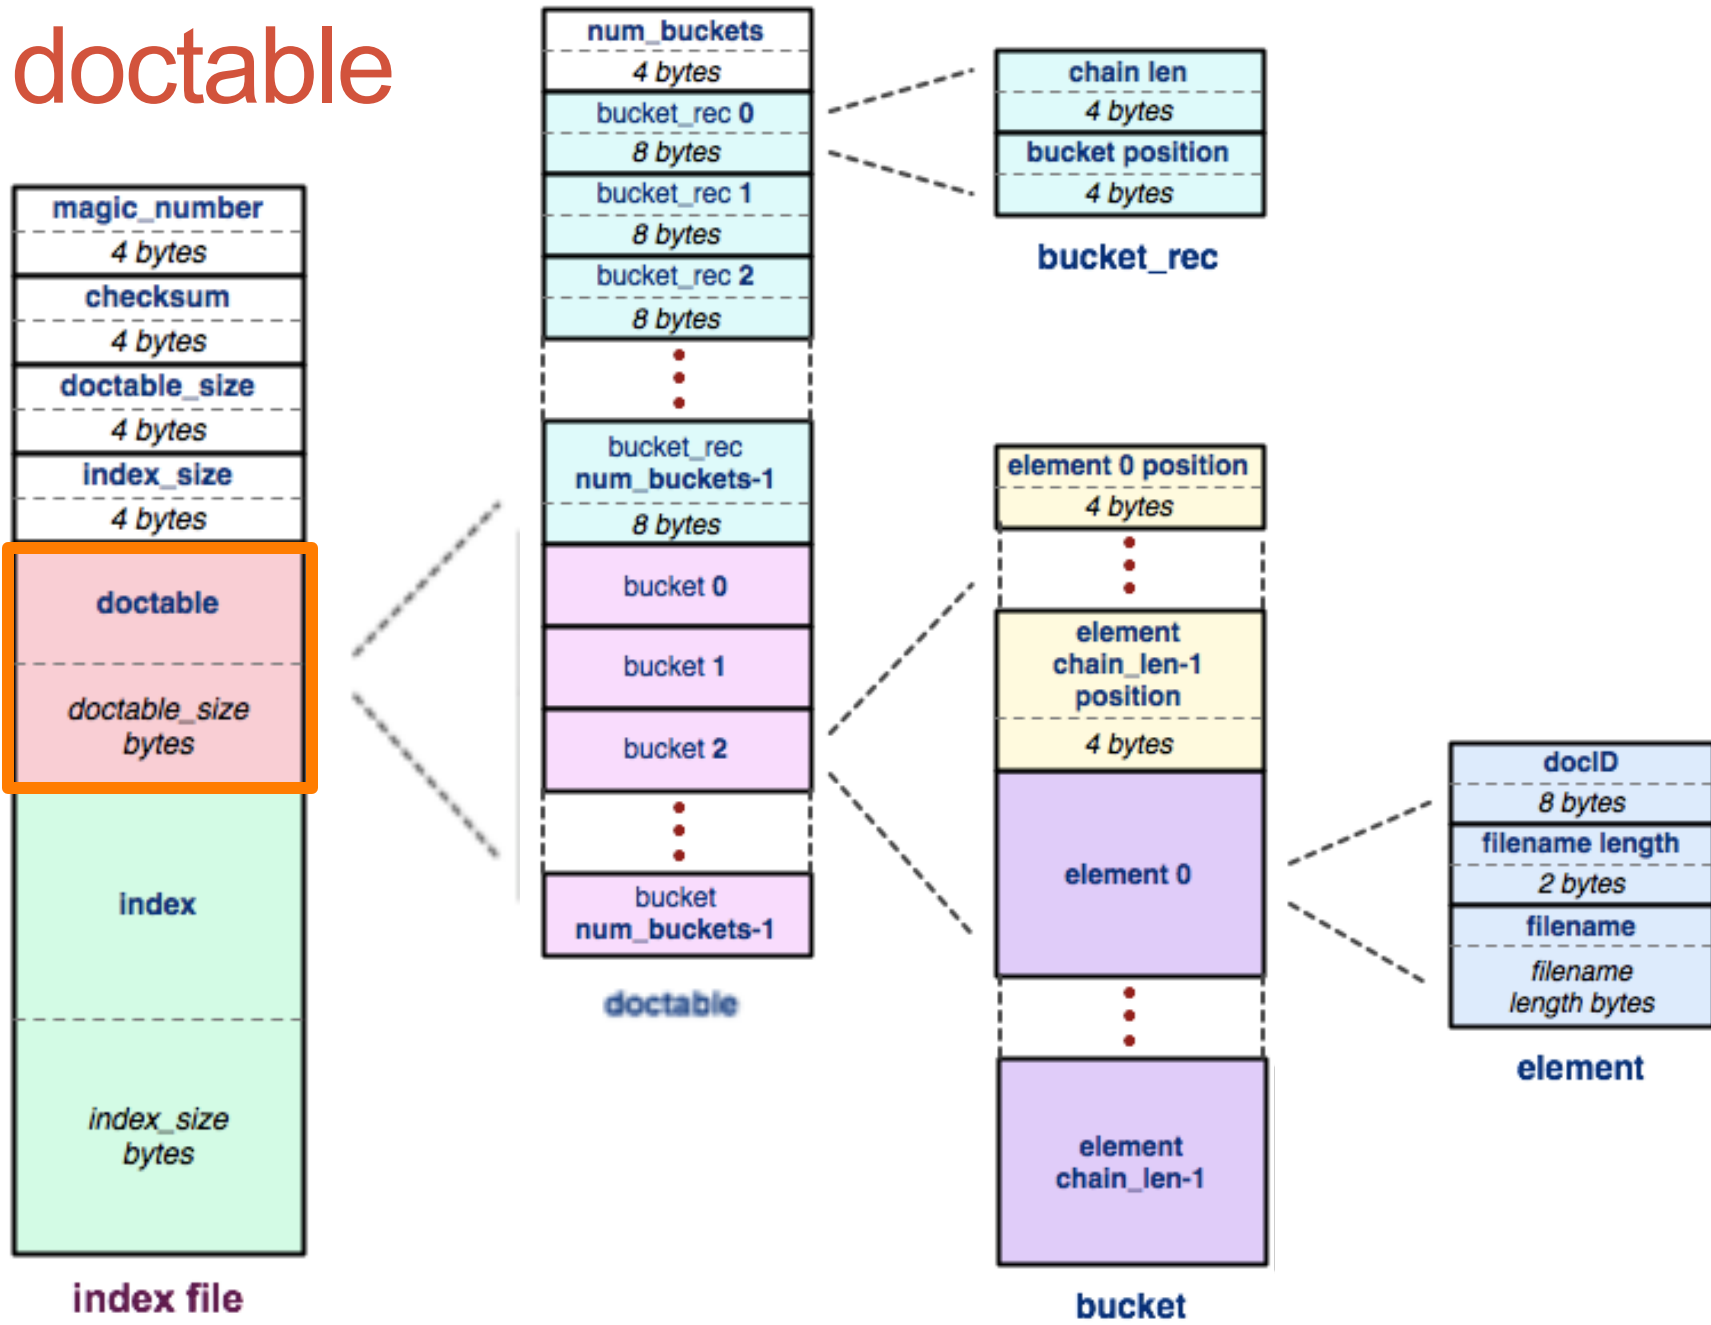 doctable
magic_number
4 bytes
checksum
4 bytes
doctable_size
4 bytes
index_size
4 bytes
doctable
doctable_size
bytes
index
index_size
bytes
index file
num_buckets
4 bytes
bucket_rec 0
8 bytes
bucket_rec 1
8 bytes
bucket_rec 2
8 bytes
bucket_rec
num_buckets-1
8 bytes
bucket 0
bucket 1
bucket 2
bucket
num_buckets-1
doctable
chain len
4 bytes
bucket position
4 bytes
bucket_rec
element 0 position
4 bytes
element
chain_len-1
position
4 bytes
element 0
element
chain_len-1
bucket
docID
8 bytes
filename length
2 bytes
filename
filename
length bytes
element